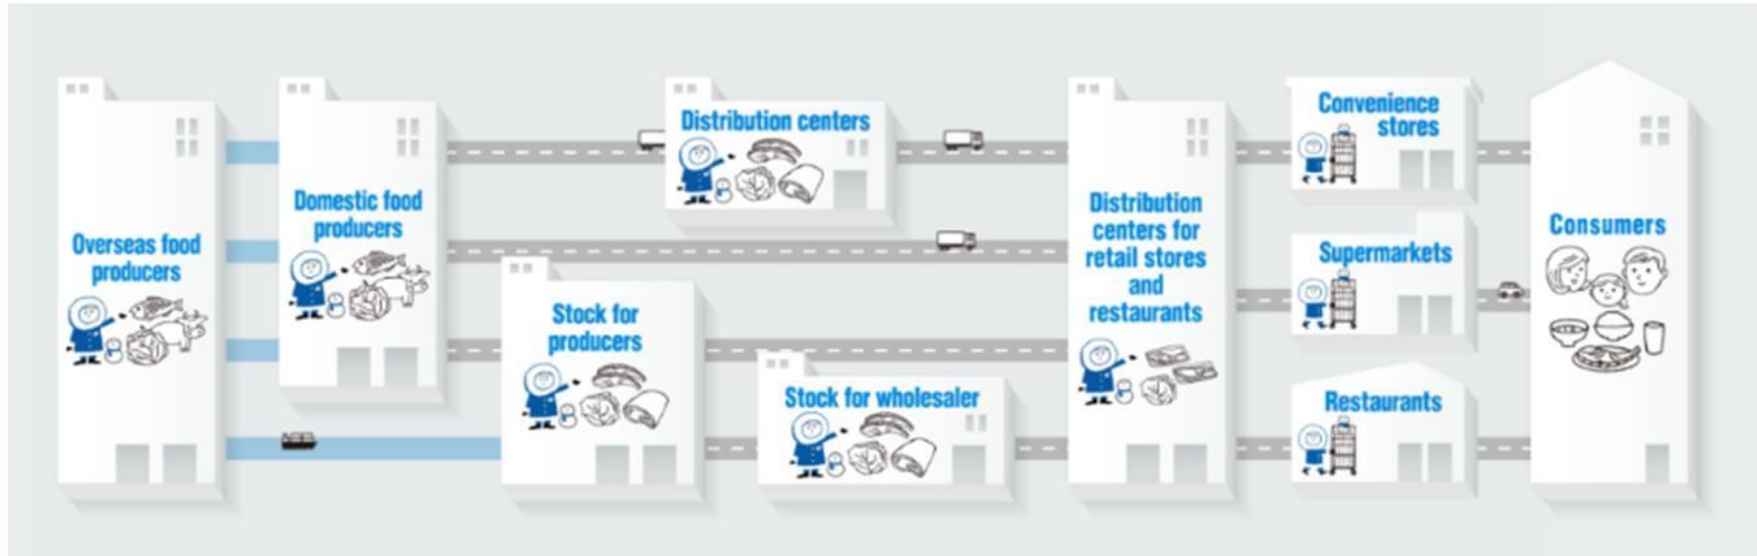 Overseas food
producers
Domestic food
producers
Distribution centers
Stock for
producers
Stock for wholesaler
Distribution
centers for
retail stores
and
restaurants
Convenience
stores
Supermarkets
Restaurants
Consumers